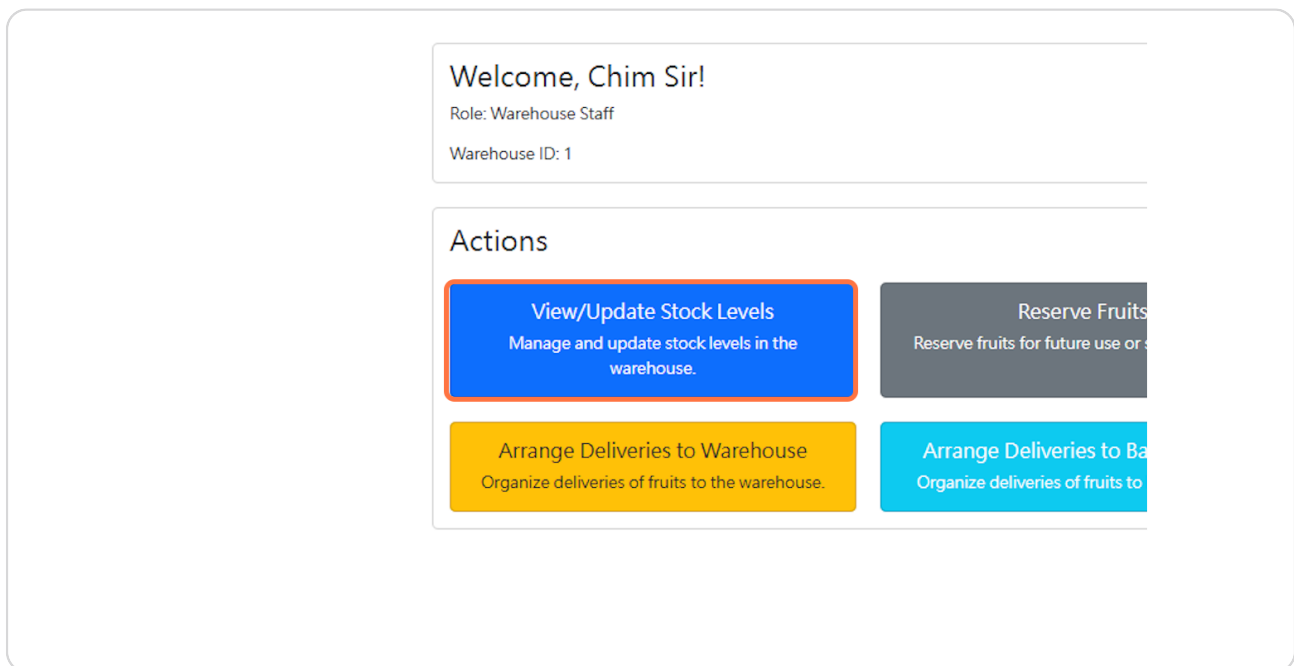 Welcome, Chim Sir!
Role: Warehouse Staff
Warehouse ID: 1
Actions
View/Update Stock Levels
Manage and update stock levels in the
warehouse.
Reserve Fruits
Reserve fruits for future use or
Arrange Deliveries to Warehouse
Organize deliveries of fruits to the warehouse.
Arrange Deliveries to Ba
Organize deliveries of fruits to